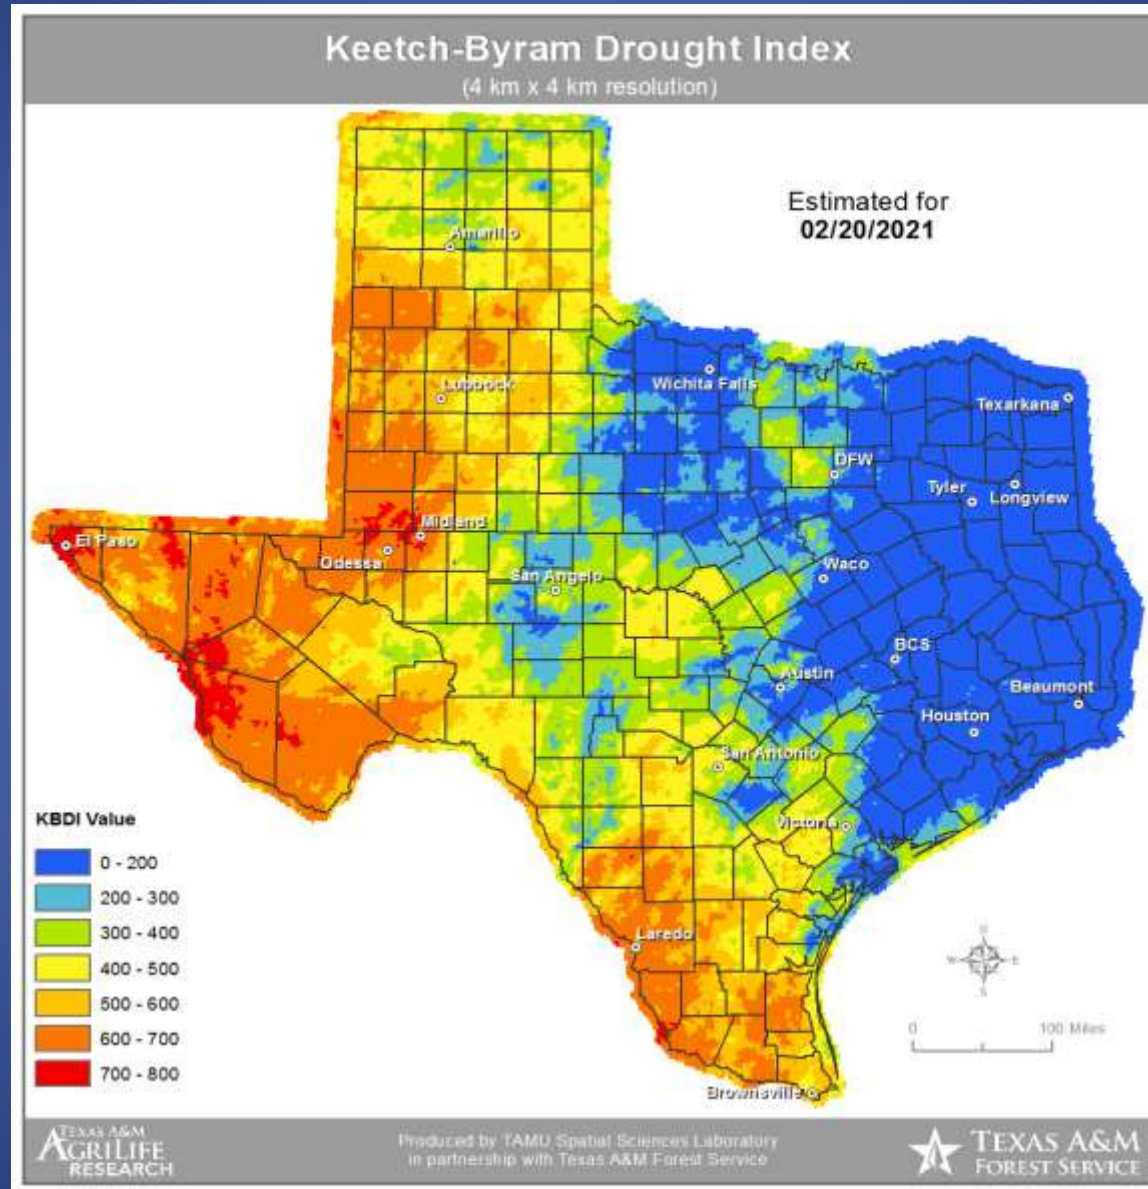 Keetch-Byram Drought Index
(4 km x 4 km resolution)
Estimated for
02/20/2021
Amarillo
Lubbock
Wichita Falls
Texarkana
DFW
Tyler
Longview
Midland
El Paso
Odessa
San Angelo
Waco
BCS
Austin
Beaumont
Houston
San Antonio
Victoria
Laredo
Brownsville
KBDI Value
0 - 200
200 - 300
300 - 400
400 - 500
500 - 600
600 - 700
700 - 800
N
W E
S
0 100 Miles
TEXAS A&M
AGRILIFE
RESEARCH
Produced by TAMU Spatial Sciences Laboratory
in partnership with Texas A&M Forest Service
TEXAS A&M
FOREST SERVICE